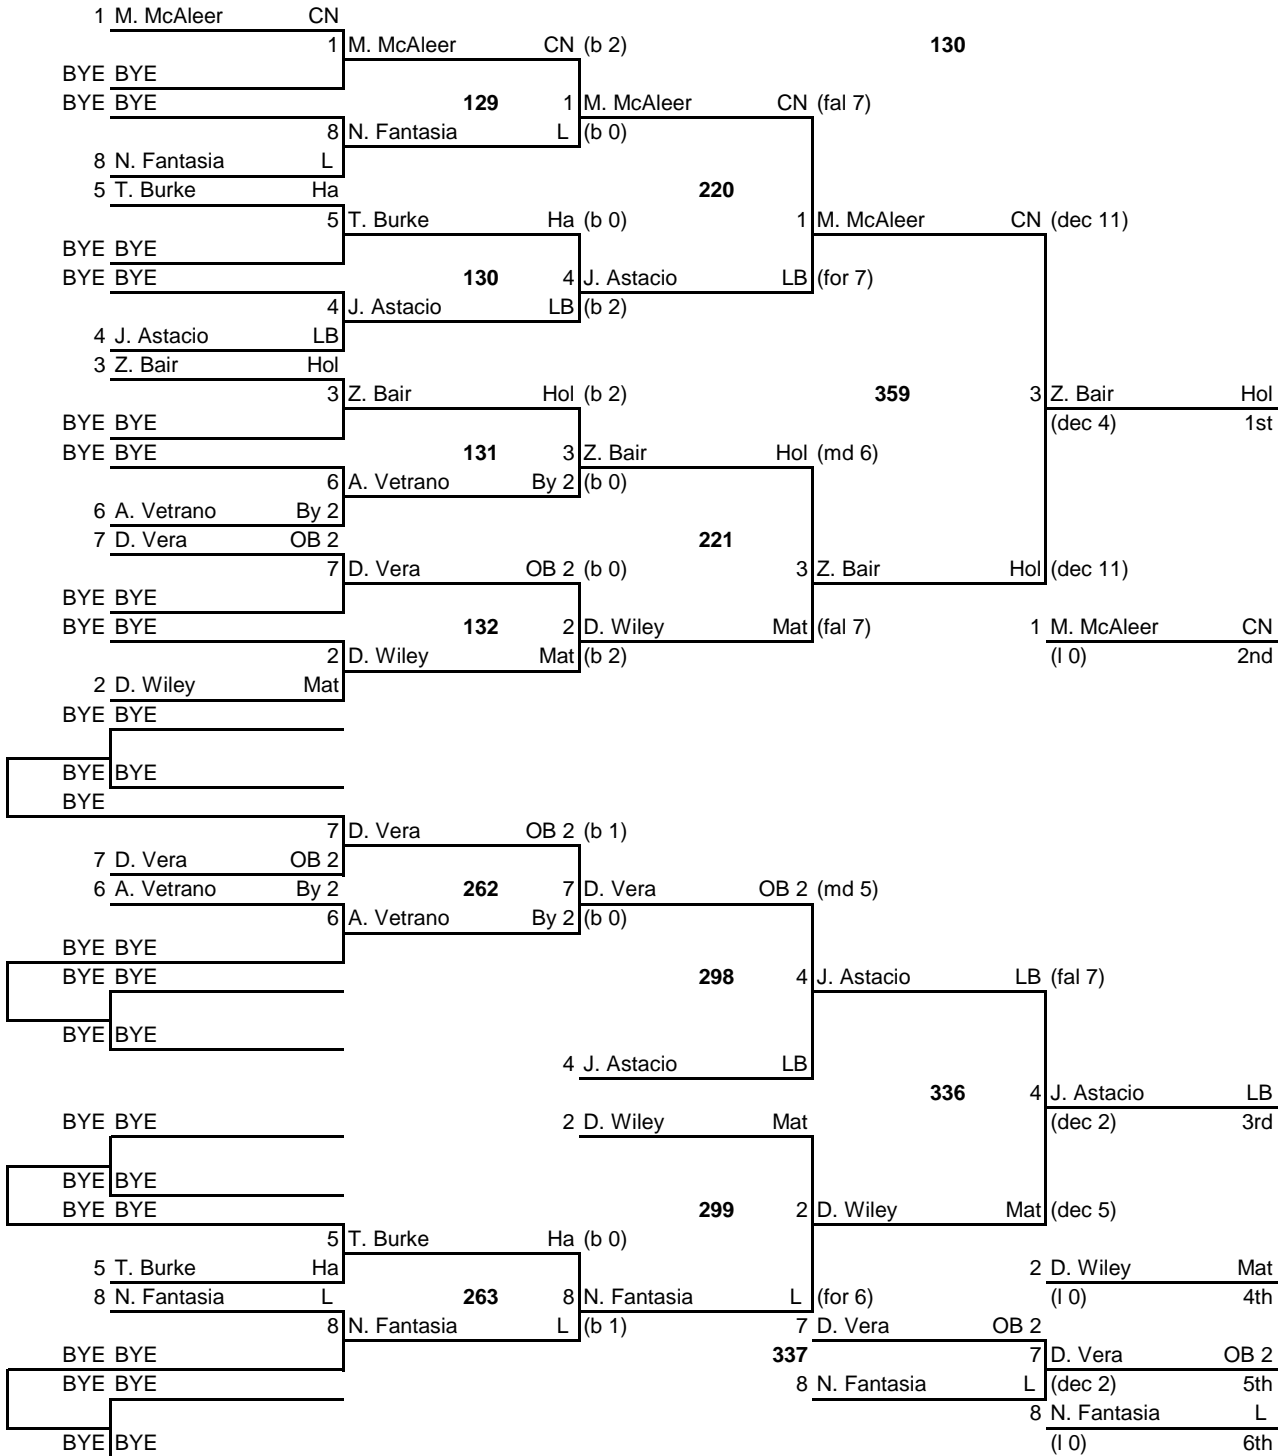 1 M. McAleer CN
1 M. McAleer CN (b 2) 130
BYE BYE
BYE BYE 129 1 M. McAleer CN (fal 7)
8 N. Fantasia L (b 0)
8 N. Fantasia L
5 T. Burke Ha 220
5 T. Burke Ha (b 0) 1 M. McAleer CN (dec 11)
BYE BYE
BYE BYE 130 4 J. Astacio LB (for 7)
4 J. Astacio LB (b 2)
4 J. Astacio LB
3 Z. Bair Hol
3 Z. Bair Hol (b 2) 359 3 Z. Bair Hol
BYE BYE (dec 4) 1st
BYE BYE 131 3 Z. Bair Hol (md 6)
6 A. Vetrano By 2 (b 0)
6 A. Vetrano By 2
7 D. Vera OB 2 221
7 D. Vera OB 2 (b 0) 3 Z. Bair Hol (dec 11)
BYE BYE
BYE BYE 132 2 D. Wiley Mat (fal 7) 1 M. McAleer CN
2 D. Wiley Mat (b 2) (l 0) 2nd
2 D. Wiley Mat
BYE BYE
BYE BYE
BYE
7 D. Vera OB 2 (b 1)
7 D. Vera OB 2
6 A. Vetrano By 2 262 7 D. Vera OB 2 (md 5)
6 A. Vetrano By 2 (b 0)
BYE BYE
BYE BYE 298 4 J. Astacio LB (fal 7)
BYE BYE
4 J. Astacio LB
336 4 J. Astacio LB
BYE BYE 2 D. Wiley Mat (dec 2) 3rd
BYE BYE
BYE BYE 299 2 D. Wiley Mat (dec 5)
5 T. Burke Ha (b 0)
5 T. Burke Ha 2 D. Wiley Mat
8 N. Fantasia L 263 8 N. Fantasia L (for 6) (l 0) 4th
8 N. Fantasia L (b 1) 7 D. Vera OB 2
BYE BYE 337 7 D. Vera OB 2
BYE BYE 8 N. Fantasia L (dec 2) 5th
8 N. Fantasia L
BYE BYE (l 0) 6th